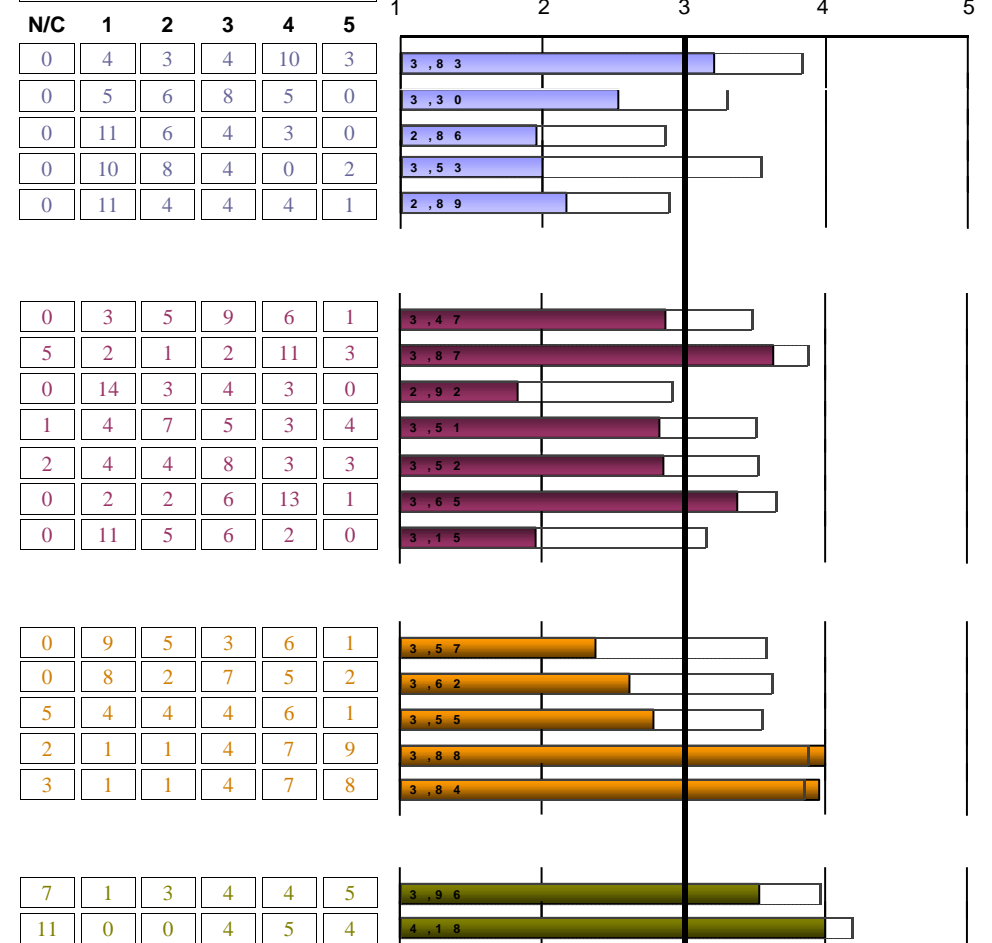 1 2 3 4 5
N/C 1 2 3 4 5
0 4 3 4 10 3 3,83
0 5 6 8 5 0 3,30
0 11 6 4 3 0 2,86
0 10 8 4 0 2 3,53
0 11 4 4 4 1 2,89
0 3 5 9 6 1 3,47
5 2 1 2 11 3 3,87
0 14 3 4 3 0 2,92
1 4 7 5 3 4 3,51
2 4 4 8 3 3 3,52
0 2 2 6 13 1 3,65
0 11 5 6 2 0 3,15
0 9 5 3 6 1 3,57
0 8 2 7 5 2 3,62
5 4 4 4 6 1 3,55
2 1 1 4 7 9 3,88
3 1 1 4 7 8 3,84
7 1 3 4 4 5 3,96
11 0 0 4 5 4 4,18